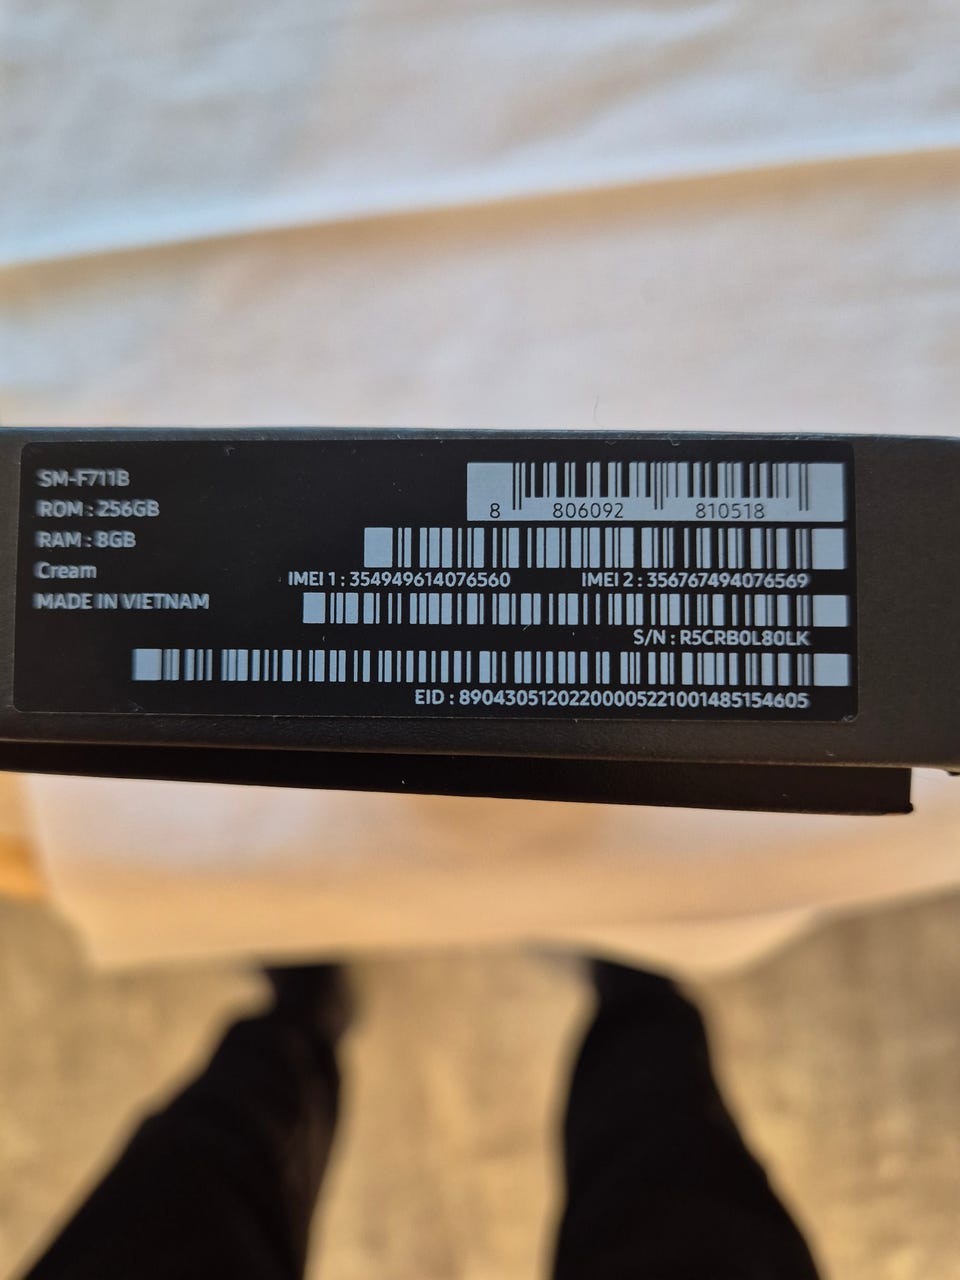 SM-F711B
ROM : 256GB
RAM : 8GB
Cream
MADE IN VIETNAM
8 806092 810518
IMEI 1 : 354949614076560 IMEI 2 : 356767494076569
S/N : R5CRB0L80LK
EID : 89043051202200005221001485154605